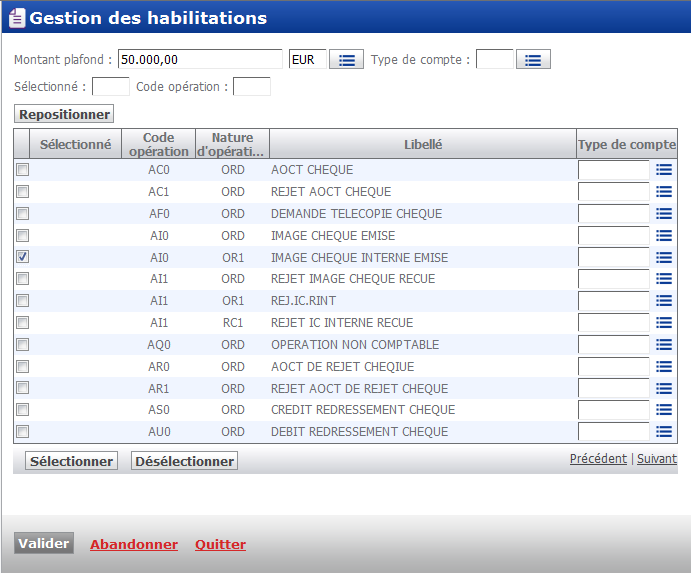 Gestion des habilitations
Montant plafond : 50.000,00 EUR Type de compte :
Sélectionné : Code opération :
Repositionner
Sélectionné Code opération Nature d'opérati... Libellé Type de compte
AC0 ORD AOCT CHEQUE
AC1 ORD REJET AOCT CHEQUE
AF0 ORD DEMANDE TELECOPIE CHEQUE
AI0 ORD IMAGE CHEQUE EMISE
AI0 OR1 IMAGE CHEQUE INTERNE EMISE
AI1 ORD REJET IMAGE CHEQUE RECUE
AI1 OR1 REJ.IC.RINT
AI1 RC1 REJET IC INTERNE RECUE
AQ0 ORD OPERATION NON COMPTABLE
AR0 ORD AOCT DE REJET CHEQIUE
AR1 ORD REJET AOCT DE REJET CHEQUE
AS0 ORD CREDIT REDRESSEMENT CHEQUE
AU0 ORD DEBIT REDRESSEMENT CHEQUE
Sélectionner Désélectionner Précédent | Suivant
Valider Abandonner Quitter